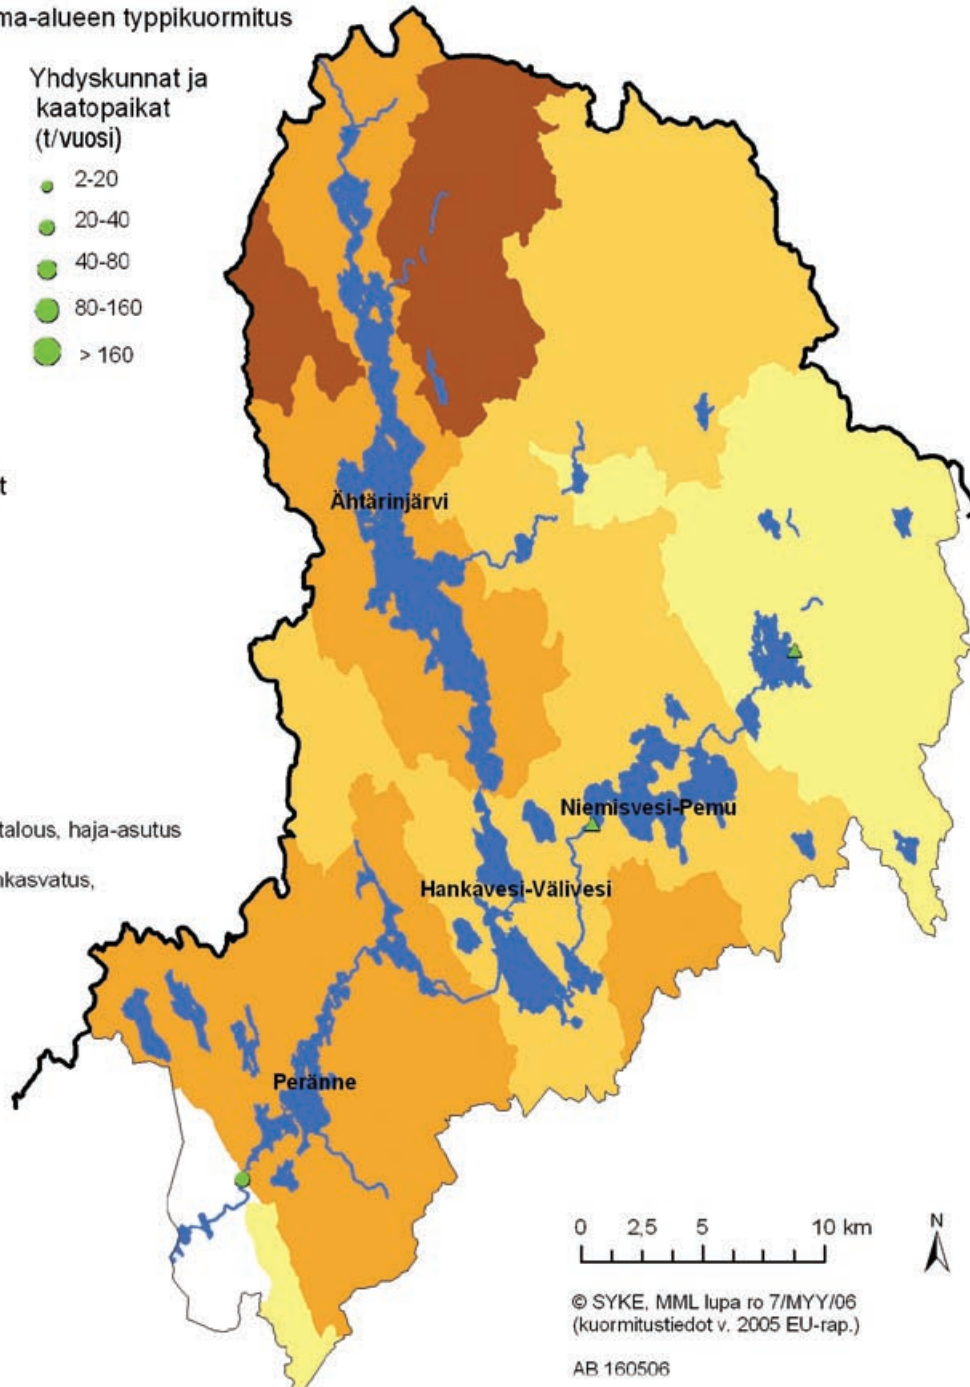 ma-alueen typpikuormitus
Yhdyskunnat ja
kaatopaikat
(t/vuosi)
2-20
20-40
40-80
80-160
> 160
t
Ähtärinjärvi
talous, haja-asutus
nkasvatus,
Niemisvesi-Pemu
Hankavesi-Välivesi
Peränne
0 2,5 5 10 km
N
© SYKE, MML lupa ro 7/MYY/06
(kuormitustiedot v. 2005 EU-rap.)
AB 160506